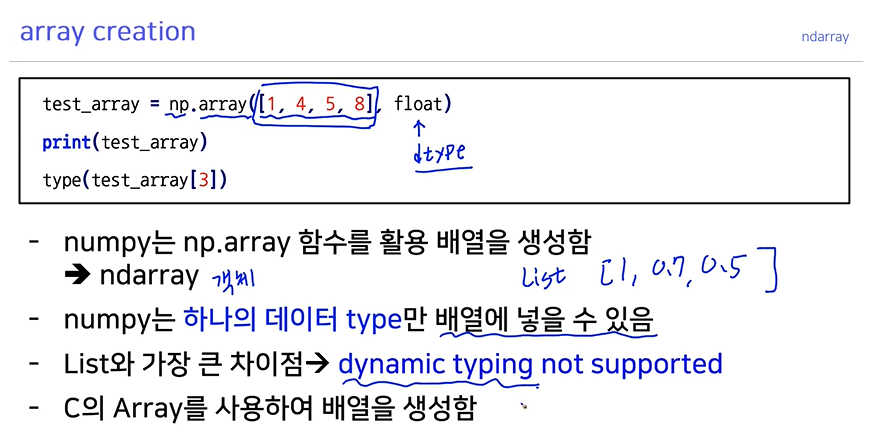 array creation
ndarray
test_array = np.array([1, 4, 5, 8], float)
dtype
print(test_array)
type(test_array[3])
- numpy는 np.array 함수를 활용 배열을 생성함
➔ ndarray 객체
List [1, 0.7, 0.5]
- numpy는 하나의 데이터 type만 배열에 넣을 수 있음
- List와 가장 큰 차이점➔ dynamic typing not supported
- C의 Array를 사용하여 배열을 생성함